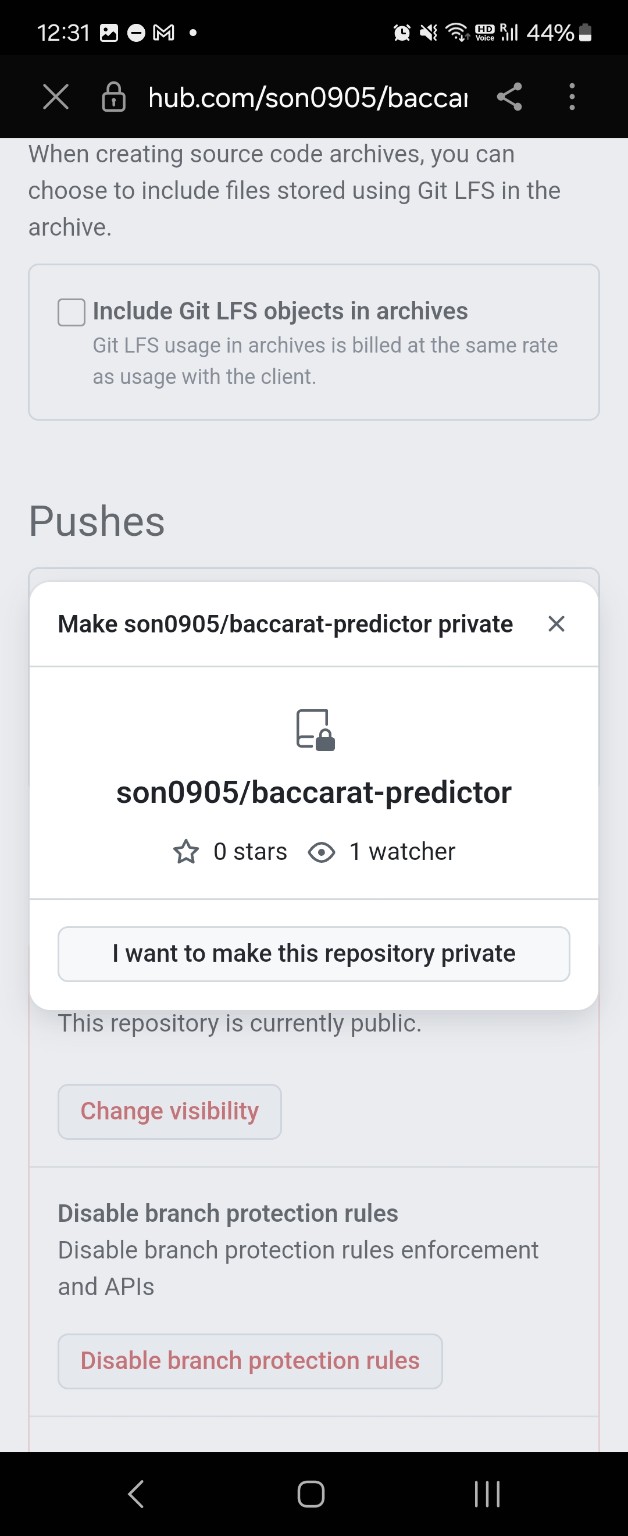 12:31
HD Voice R 44%
hub.com/son0905/baccar
When creating source code archives, you can
choose to include files stored using Git LFS in the
archive.
Include Git LFS objects in archives
Git LFS usage in archives is billed at the same rate
as usage with the client.
Pushes
Make son0905/baccarat-predictor private
son0905/baccarat-predictor
0 stars 1 watcher
I want to make this repository private
This repository is currently public.
Change visibility
Disable branch protection rules
Disable branch protection rules enforcement
and APIs
Disable branch protection rules